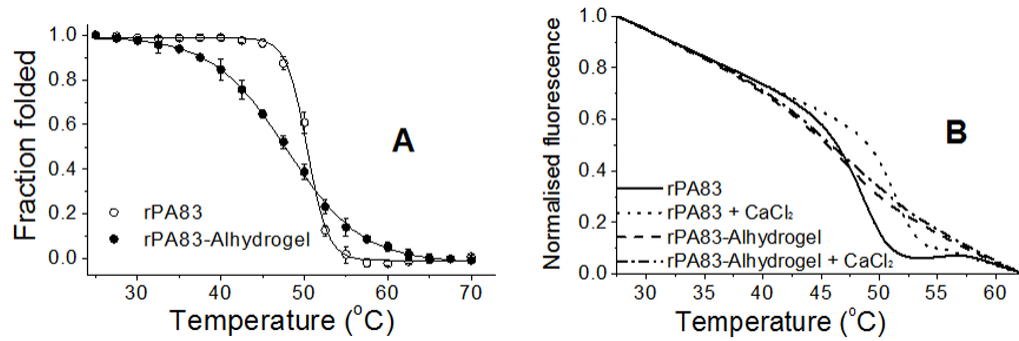 1.0
0.8
0.6
0.4
0.2
0.0
Fraction folded
A
rPA83
rPA83-Alhydrogel
30 40 50 60 70
Temperature (°C)
1.0
0.8
0.6
0.4
0.2
0.0
Normalised fluorescence
B
rPA83
rPA83 + CaCl₂
rPA83-Alhydrogel
rPA83-Alhydrogel + CaCl₂
30 35 40 45 50 55 60
Temperature (°C)